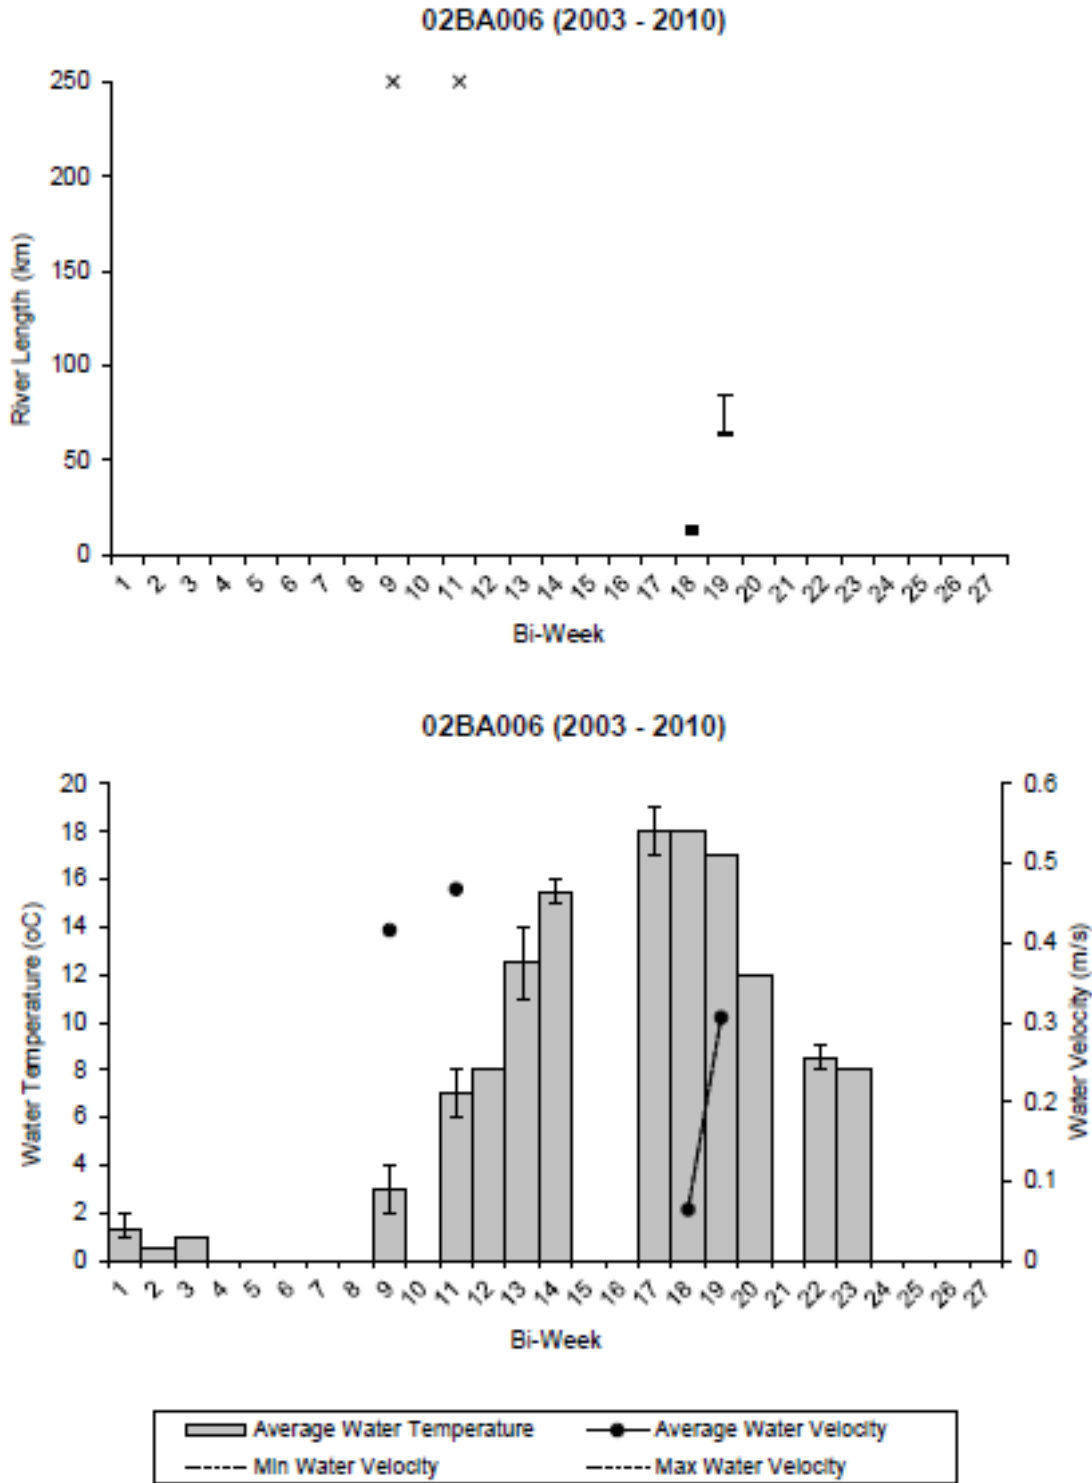 02BA006 (2003 - 2010)
250
200
150
100
50
0
River Length (km)
1 2 3 4 5 6 7 8 9 10 11 12 13 14 15 16 17 18 19 20 21 22 23 24 25 26 27
Bi-Week
02BA006 (2003 - 2010)
20
18
16
14
12
10
8
6
4
2
0
Water Temperature (oC)
0.6
0.5
0.4
0.3
0.2
0.1
0
Water Velocity (m/s)
1 2 3 4 5 6 7 8 9 10 11 12 13 14 15 16 17 18 19 20 21 22 23 24 25 26 27
Bi-Week
Average Water Temperature
Average Water Velocity
Min Water Velocity
Max Water Velocity